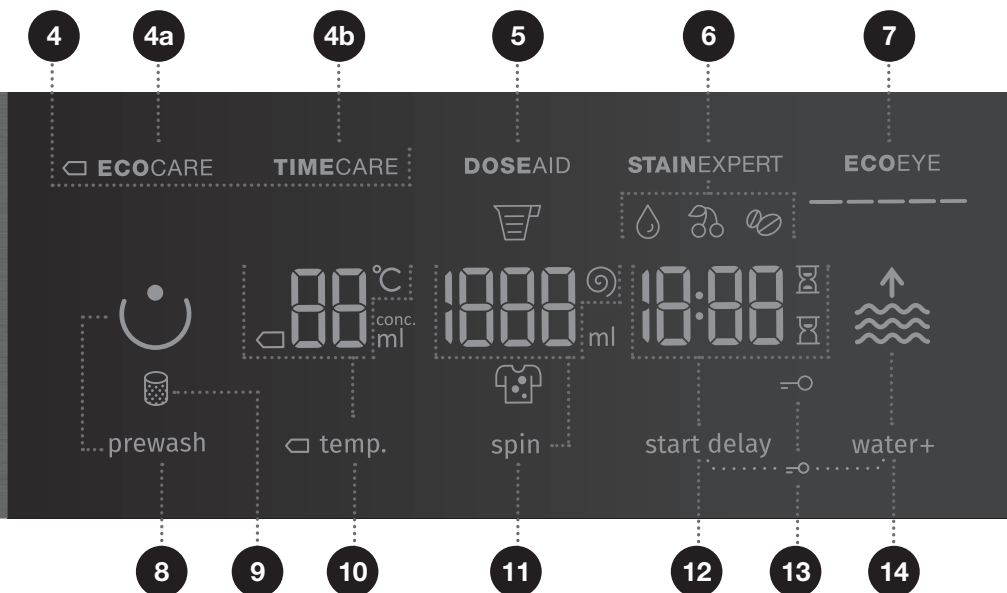 4 4a 4b 5 6 7
ECOCARE TIMECARE DOSEAID STAINEXPERT ECOEYE
88 °C 1888 18:88
conc.
ml ml
prewash temp. spin start delay water+
8 9 10 11 12 13 14